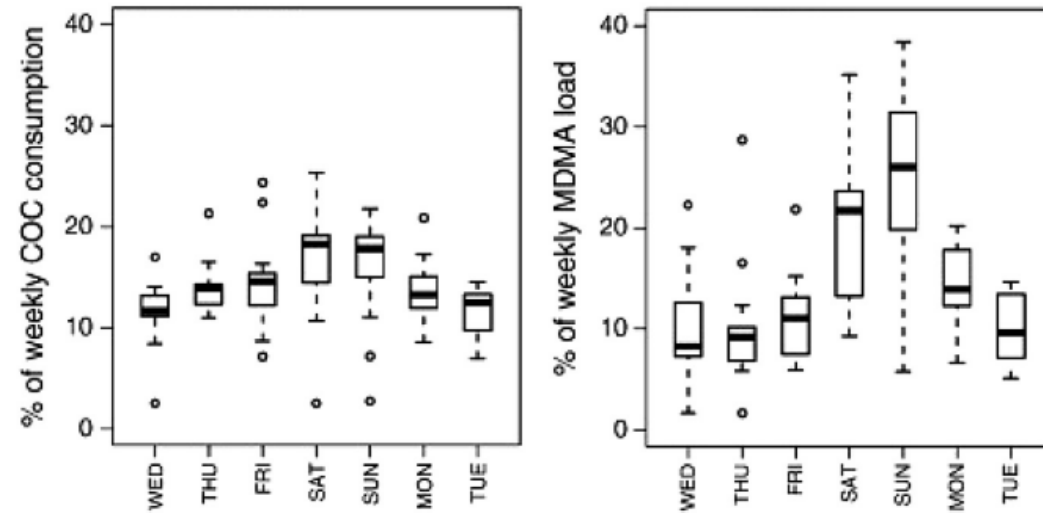 % of weekly COC consumption
40
30
20
10
0
WED
THU
FRI
SAT
SUN
MON
TUE
% of weekly MDMA load
40
30
20
10
0
WED
THU
FRI
SAT
SUN
MON
TUE